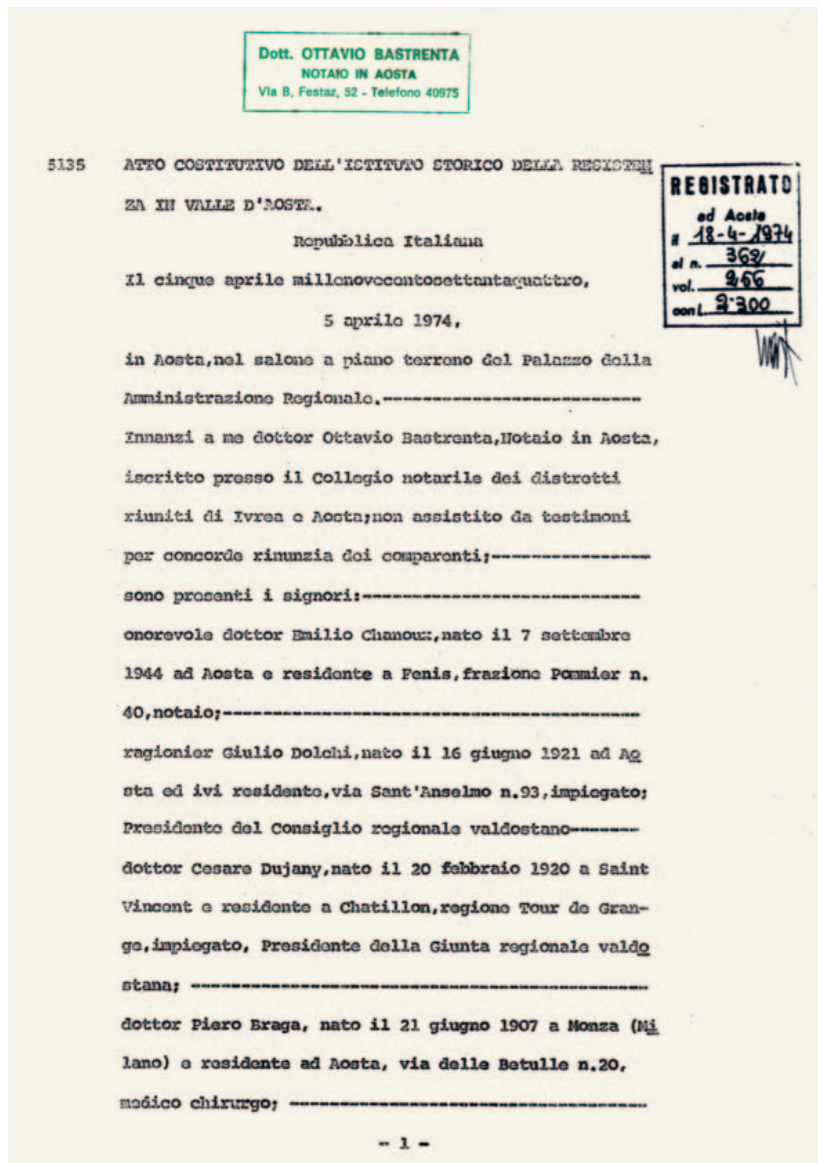 Dott. OTTAVIO BASTRENTA
NOTAIO IN AOSTA
Via B. Festaz, 52 - Telefono 40975
5135 ATTO COSTITUTIVO DELL'ISTITUTO STORICO DELLA RESISTEN
ZA IN VALLE D'AOSTA.
REGISTRATO
ad Aosta
il 18-4-1974
al n. 362/
vol. 266
con L. 2.300
Repubblica Italiana
Il cinque aprile millenovecentosettantaquattro,
5 aprile 1974,
in Aosta,nel salone a piano terreno del Palazzo della
Amministrazione Regionale.--------------------------
Innanzi a me dottor Ottavio Bastrenta,Notaio in Aosta,
iscritto presso il Collegio notarile dei distretti
riuniti di Ivrea e Aosta;non assistito da testimoni
per concorde rinunzia dei comparenti;----------------
sono presenti i signori:----------------------------
onorevole dottor Emilio Chanoux,nato il 7 settembre
1944 ad Aosta e residente a Fenis,frazione Pommier n.
40,notaio;------------------------------------------
ragionier Giulio Dolchi,nato il 16 giugno 1921 ad Ao
sta ed ivi residente,via Sant'Anselmo n.93,impiegato;
Presidente del Consiglio regionale valdostano-------
dottor Cesare Dujany,nato il 20 febbraio 1920 a Saint
Vincent e residente a Chatillon,regione Tour de Gran-
ge,impiegato, Presidente della Giunta regionale valdo
stana; ----------------------------------------------
dottor Piero Braga, nato il 21 giugno 1907 a Monza (Mi
lano) e residente ad Aosta, via delle Betulle n.20,
medico chirurgo; ------------------------------------
- 1 -